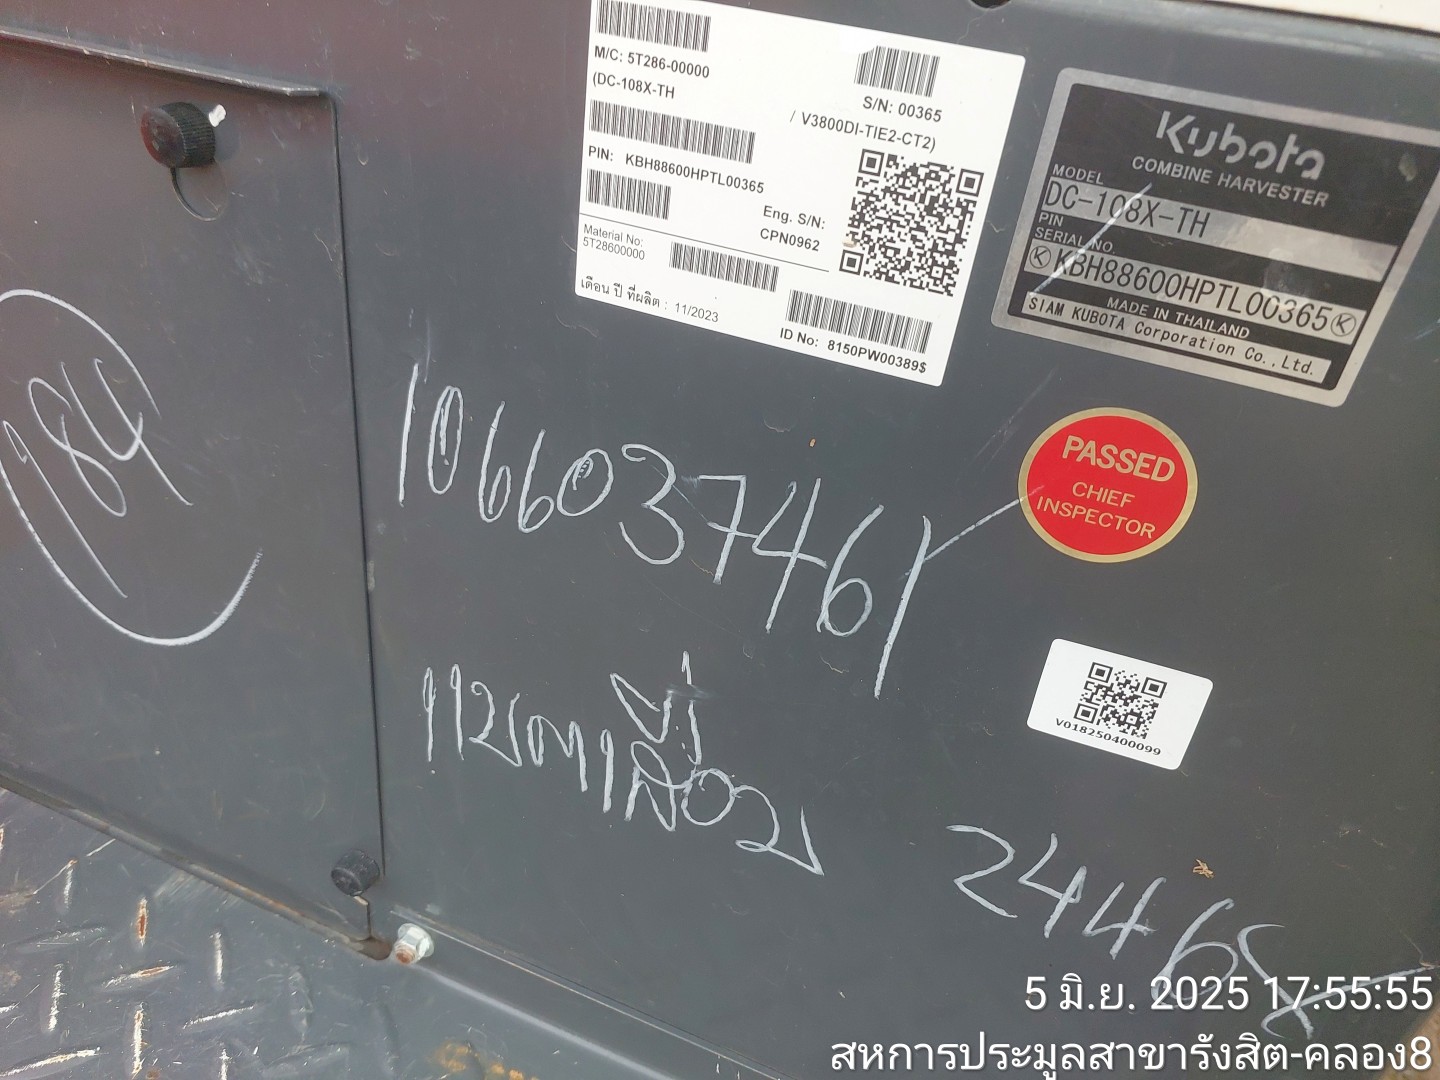 M/C: 5T286-00000
(DC-108X-TH
S/N: 00365
/ V3800DI-TIE2-CT2)
PIN: KBH88600HPTL00365
Eng. S/N:
CPN0962
Material No:
5T28600000
เดือน ปี ที่ผลิต : 11/2023
ID No: 8150PW00389$
Kubota
COMBINE HARVESTER
MODEL
DC-108X-TH
PIN
SERIAL NO.
KBH88600HPTL00365
MADE IN THAILAND
SIAM KUBOTA Corporation Co.,Ltd.
784
1066037461
PASSED
CHIEF
INSPECTOR
V018250400099
24468
5 มิ.ย. 2025 17:55:55
สหการประมูลสาขารังสิต-คลอง8